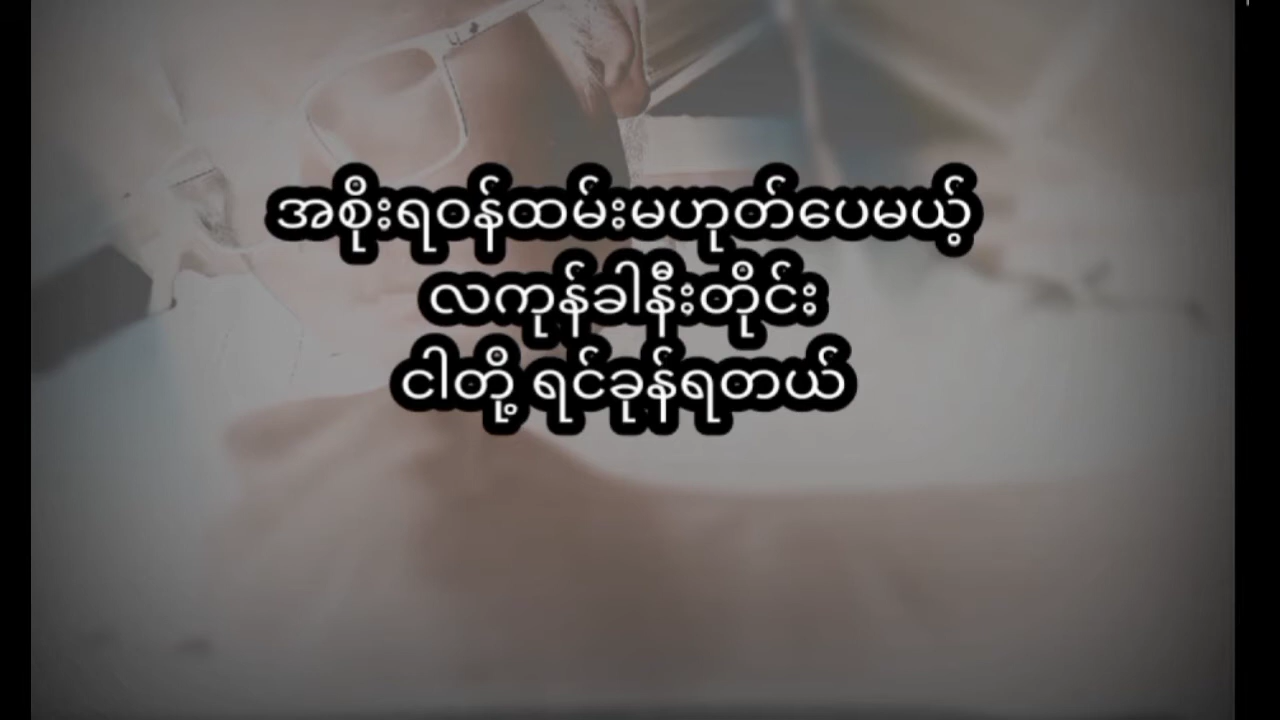 အစိုးရဝန်ထမ်းမဟုတ်ပေမယ့်
လကုန်ခါနီးတိုင်း
ငါတို့ ရင်ခုန်ရတယ်